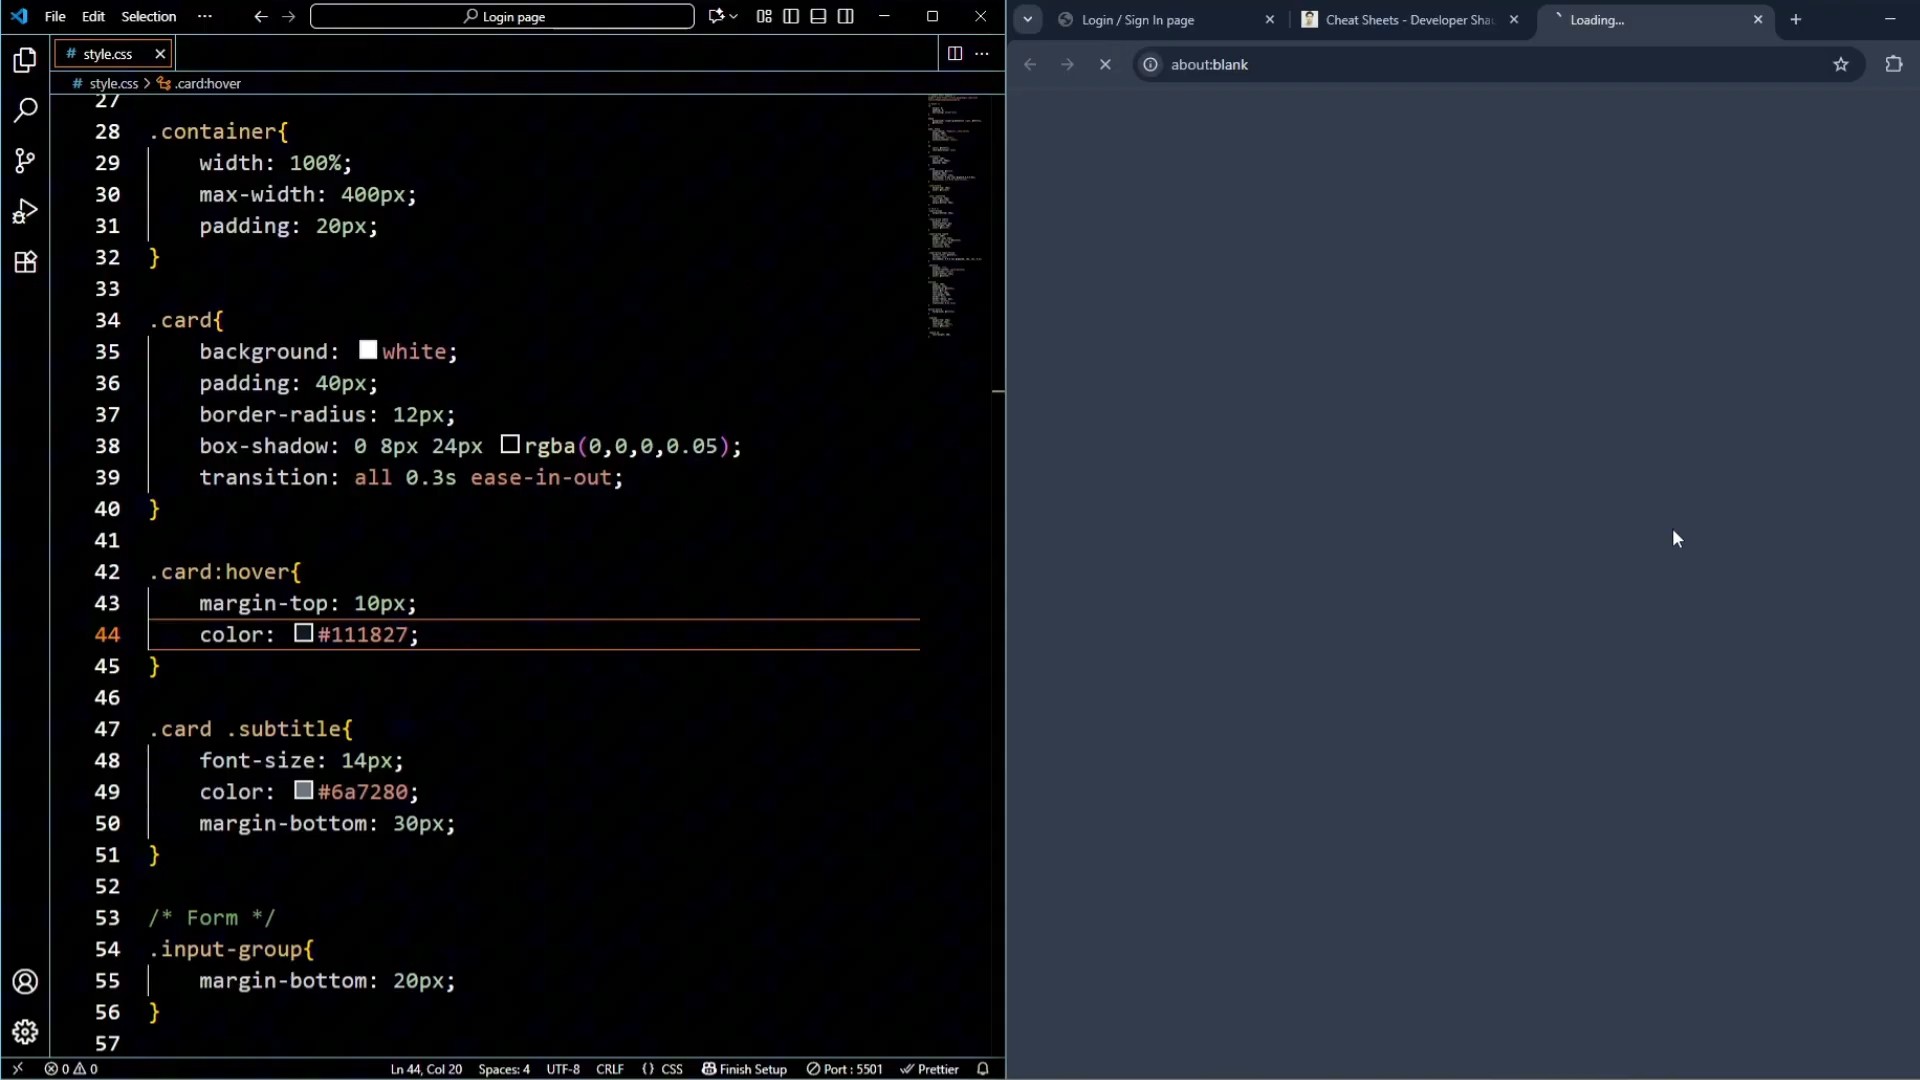 File Edit Selection ··· Login page
# style.css
# style.css > .card:hover
27
28 .container{
29 width: 100%;
30 max-width: 400px;
31 padding: 20px;
32 }
33
34 .card{
35 background: white;
36 padding: 40px;
37 border-radius: 12px;
38 box-shadow: 0 8px 24px rgba(0,0,0,0.05);
39 transition: all 0.3s ease-in-out;
40 }
41
42 .card:hover{
43 margin-top: 10px;
44 color: #111827;
45 }
46
47 .card .subtitle{
48 font-size: 14px;
49 color: #6a7280;
50 margin-bottom: 30px;
51 }
52
53 /* Form */
54 .input-group{
55 margin-bottom: 20px;
56 }
57
0 0 Ln 44, Col 20 Spaces: 4 UTF-8 CRLF {} CSS Finish Setup Port : 5501 Prettier
Login / Sign In page Cheat Sheets - Developer Sha Loading...
about:blank